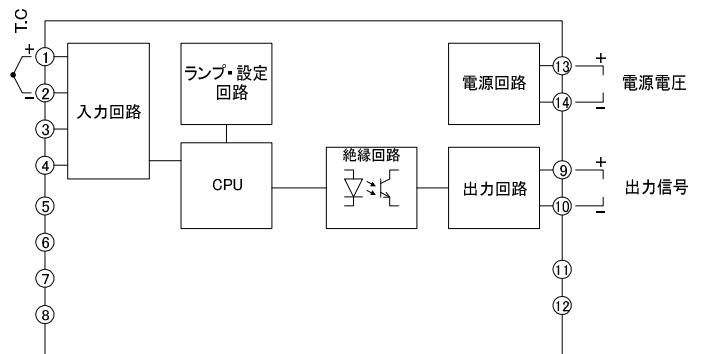 T.C
+
①
②
−
③
④
⑤
⑥
⑦
⑧
入力回路
ランプ・設定
回路
CPU
絶縁回路
電源回路
出力回路
⑬
⑭
+
−
電源電圧
⑨
⑩
+
−
出力信号
⑪
⑫